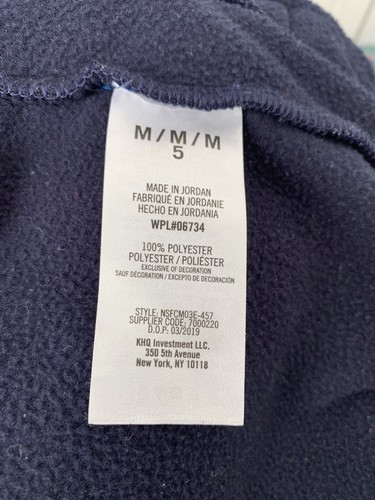 M/M/M
5
MADE IN JORDAN
FABRIQUÉ EN JORDANIE
HECHO EN JORDANIA
WPL#06734
100% POLYESTER
POLYESTER / POLIÉSTER
EXCLUSIVE OF DECORATION
SAUF DÉCORATION / EXCEPTO DE DECORACIÓN
STYLE: NSFCM03E-457
SUPPLIER CODE: 7000220
D.O.P: 03/2019
KHQ Investment LLC.
350 5th Avenue
New York, NY 10118